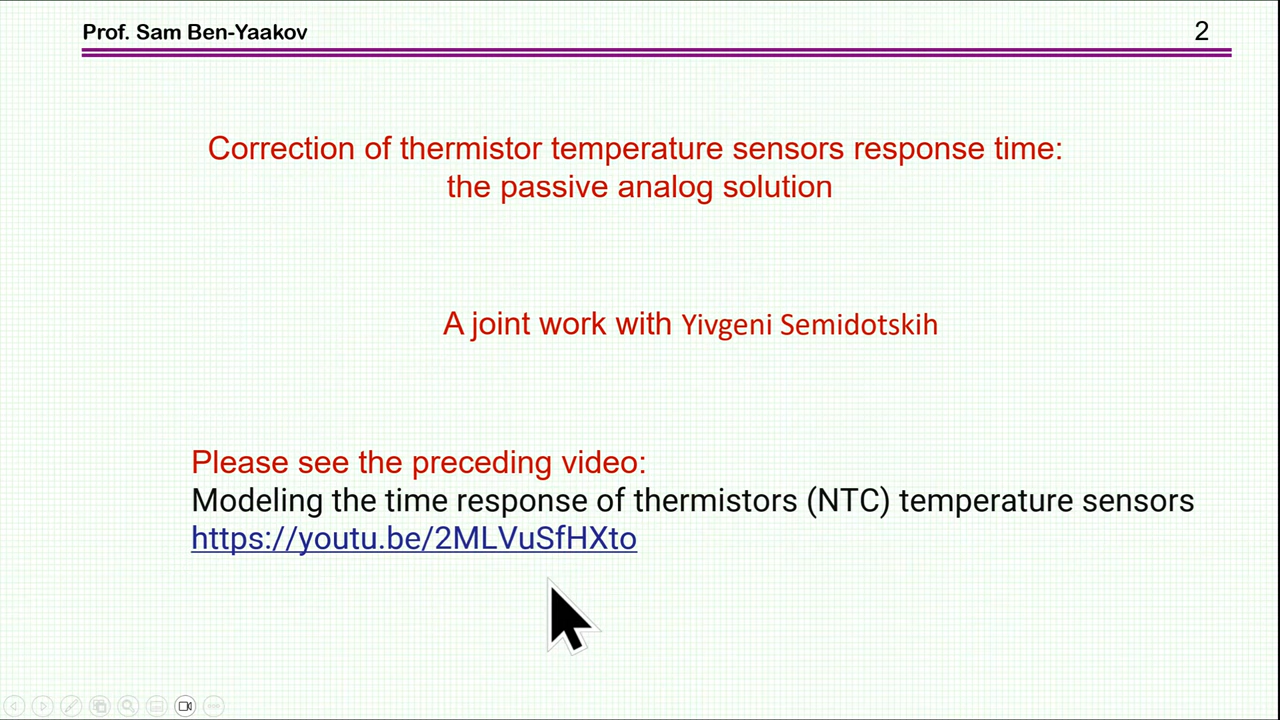 Prof. Sam Ben-Yaakov
2
Correction of thermistor temperature sensors response time:
the passive analog solution
A joint work with Yivgeni Semidotskih
Please see the preceding video:
Modeling the time response of thermistors (NTC) temperature sensors
https://youtu.be/2MLVuSfHXto